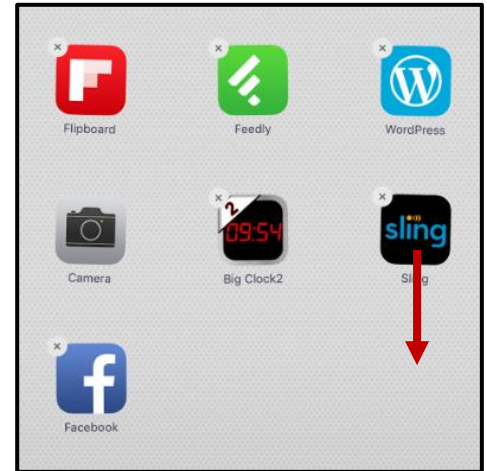 Flipboard
Feedly
WordPress
Camera
2
09:54
Big Clock2
sling
Sling
f
Facebook